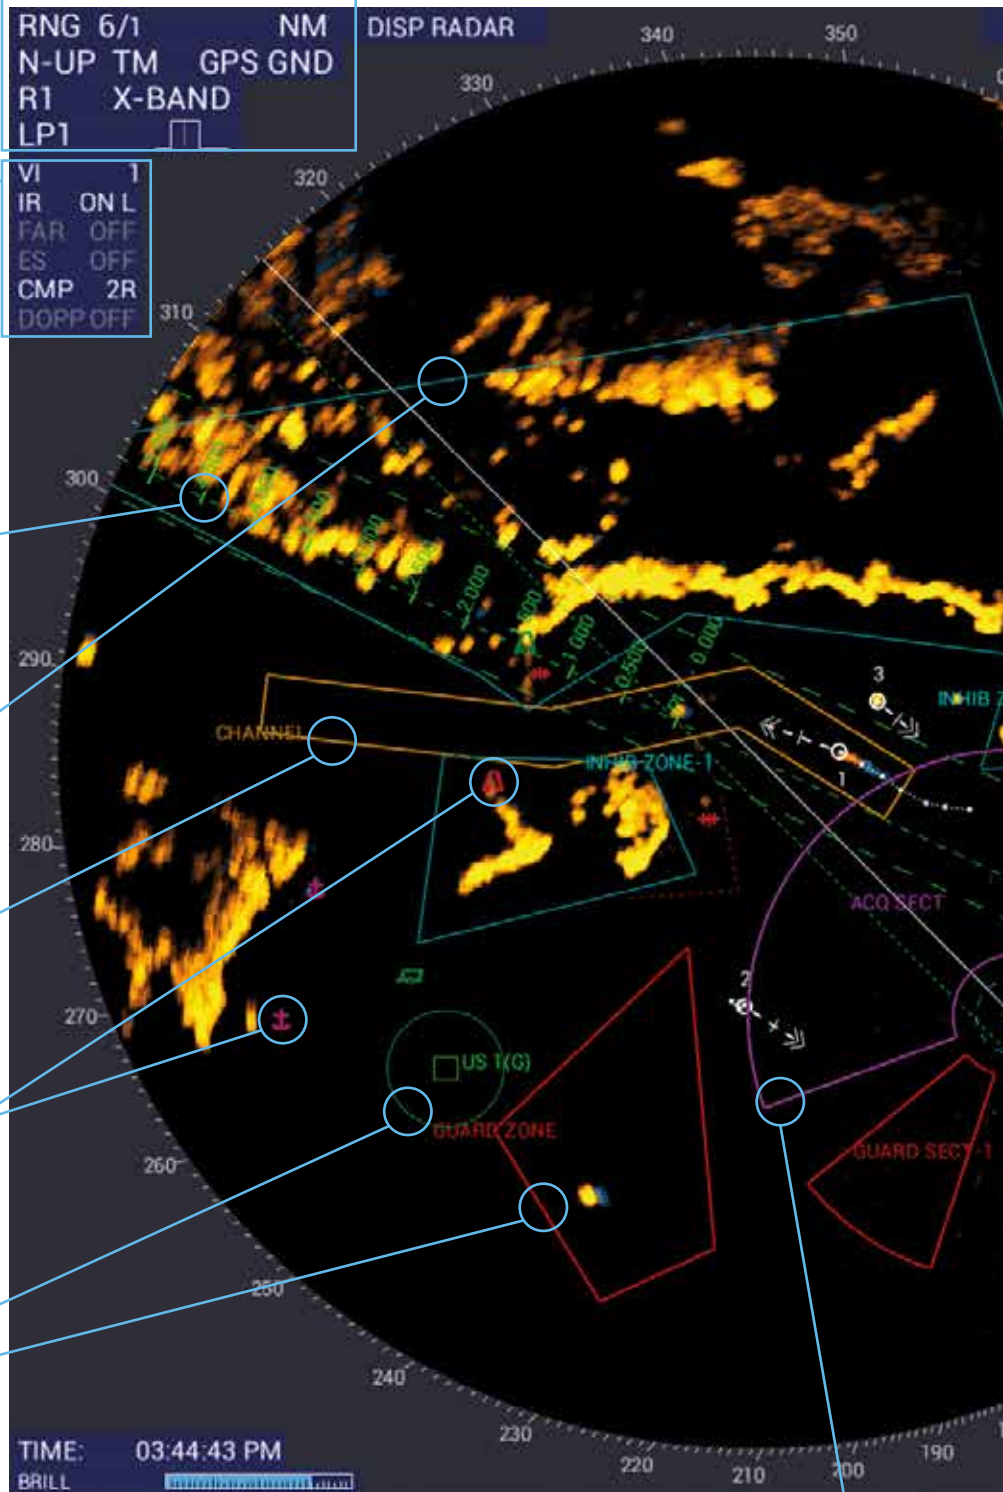 RNG 6/1 NM
N-UP TM GPS GND
R1 X-BAND
LP1
DISP RADAR
VI 1
IR ON L
FAR OFF
ES OFF
CMP 2R
DOPP OFF
350
340
330
320
310
300
290
280
270
260
250
240
230
220
210
200
190
2.000
1.000
0.500
0.000
3
INHIB
CHANNEL
INHIB ZONE-1
1
ACQ SECT
2
US 1(G)
GUARD ZONE
GUARD SECT-1
TIME: 03:44:43 PM
BRILL